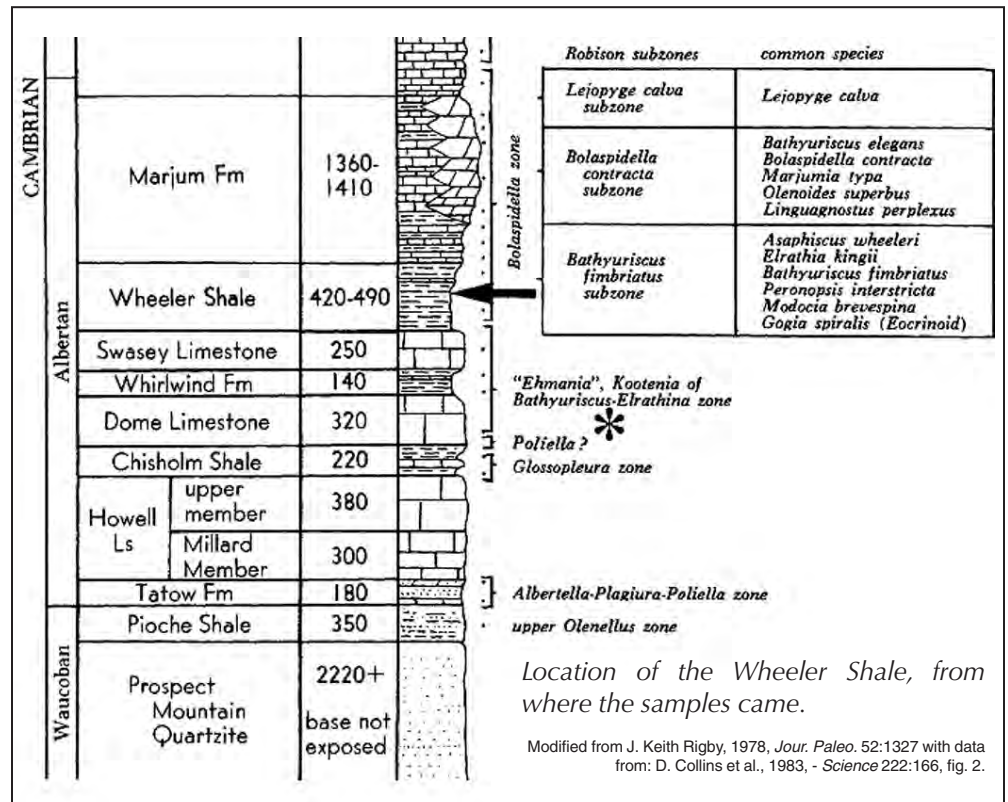 CAMBRIAN
Albertan
Waucoban
Marjum Fm
1360-
1410
Wheeler Shale
420-490
Swasey Limestone
250
Whirlwind Fm
140
Dome Limestone
320
Chisholm Shale
220
Howell
Ls
upper
member
380
Millard
Member
300
Tatow Fm
180
Pioche Shale
350
Prospect
Mountain
Quartzite
2220+
base not
exposed
Bolaspidella zone
"Ehmania", Kootenia of
Bathyuriscus-Elrathina zone
*
Poliella?
Glossopleura zone
Albertella-Plagiura-Poliella zone
upper Olenellus zone
Robison subzones
common species
Lejopyge calva
subzone
Lejopyge calva
Bolaspidella
contracta
subzone
Bathyuriscus elegans
Bolaspidella contracta
Marjumia typa
Olenoides superbus
Linguagnostus perplexus
Bathyuriscus
fimbriatus
subzone
Asaphiscus wheeleri
Elrathia kingii
Bathyuriscus fimbriatus
Peronopsis interstricta
Modocia brevespina
Gogia spiralis (Eocrinoid)
Location of the Wheeler Shale, from
where the samples came.
Modified from J. Keith Rigby, 1978, Jour. Paleo. 52:1327 with data
from: D. Collins et al., 1983, - Science 222:166, fig. 2.